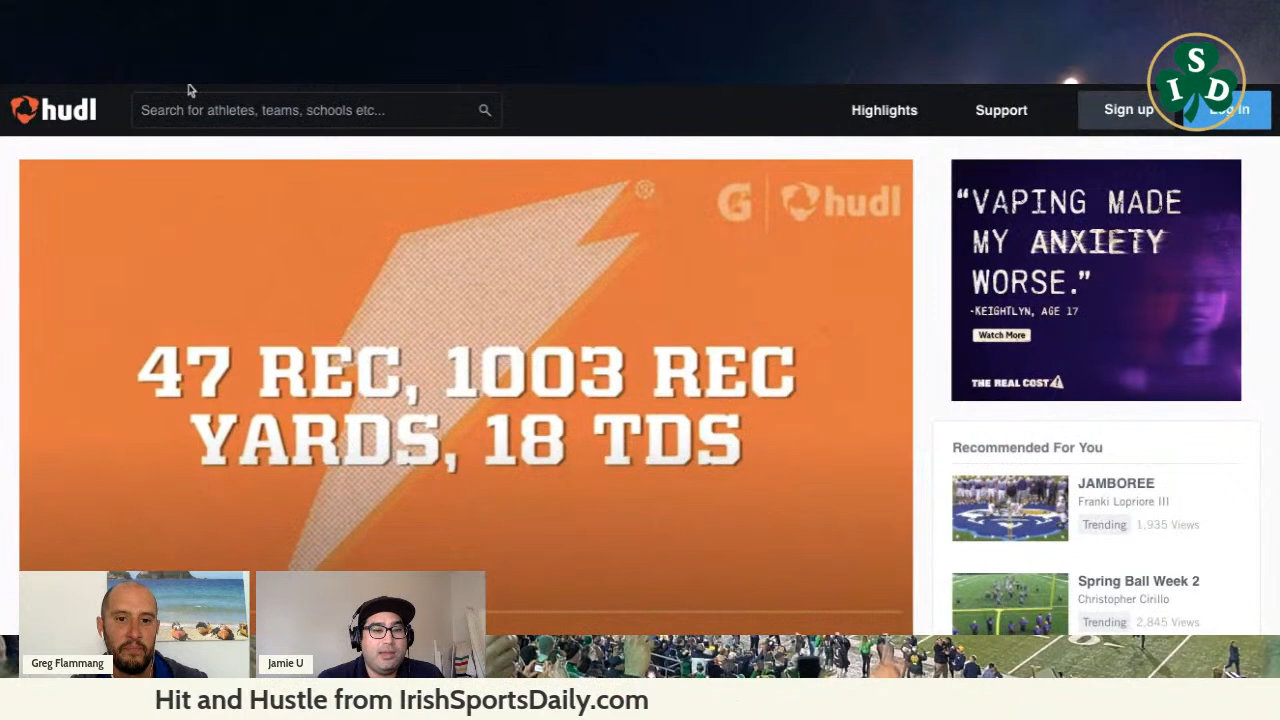 hudl
Search for athletes, teams, schools etc...
Highlights
Support
Sign up
Log in
I S D
G | hudl
47 REC, 1003 REC
YARDS, 18 TDS
“VAPING MADE
MY ANXIETY
WORSE.”
-KEIGHTLYN, AGE 17
Watch More
THE REAL COST
Recommended For You
JAMBOREE
Franki Lopriore III
Trending 1,935 Views
Spring Ball Week 2
Christopher Cirillo
Trending 2,845 Views
Greg Flammang
Jamie U
Hit and Hustle from IrishSportsDaily.com